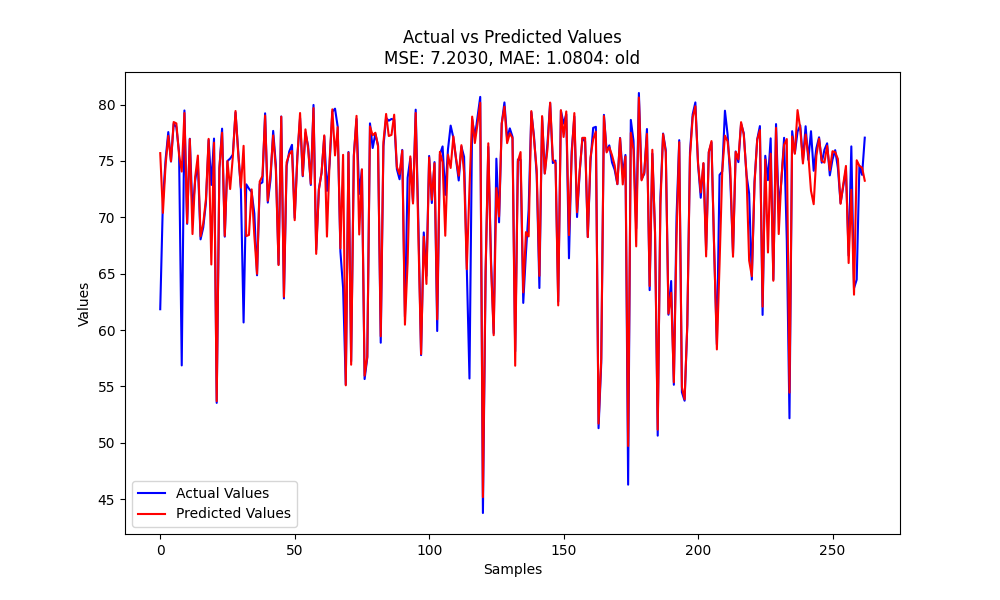 Actual vs Predicted Values
MSE: 7.2030, MAE: 1.0804: old
Values
80
75
70
65
60
55
50
45
Actual Values
Predicted Values
0
50
100
150
200
250
Samples